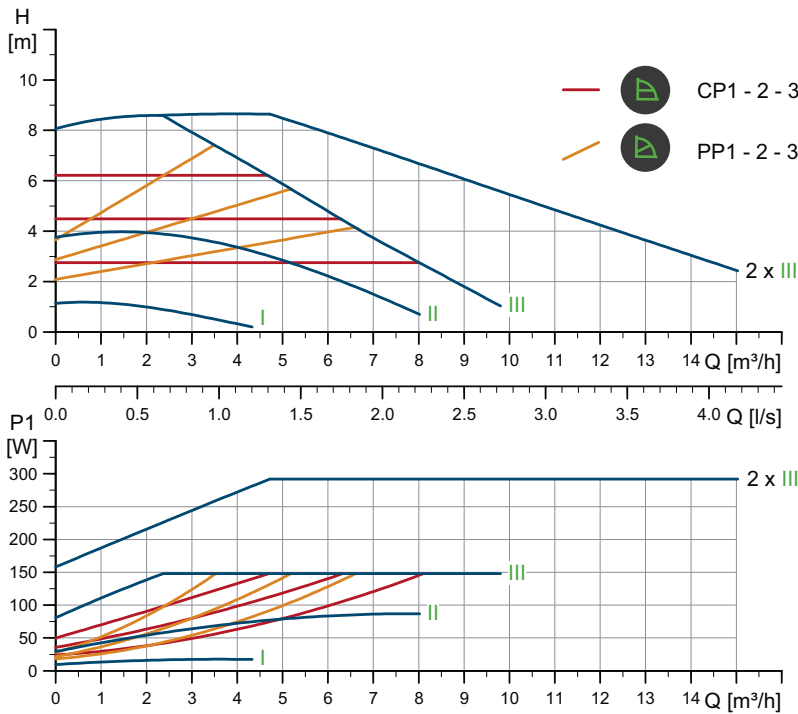 H
[m]
10
8
6
4
2
0
CP1 - 2 - 3
PP1 - 2 - 3
I
II
III
2 x III
0 1 2 3 4 5 6 7 8 9 10 11 12 13 14 Q [m³/h]
0.0 0.5 1.0 1.5 2.0 2.5 3.0 3.5 4.0 Q [l/s]
P1
[W]
300
250
200
150
100
50
0
2 x III
III
II
I
0 1 2 3 4 5 6 7 8 9 10 11 12 13 14 Q [m³/h]